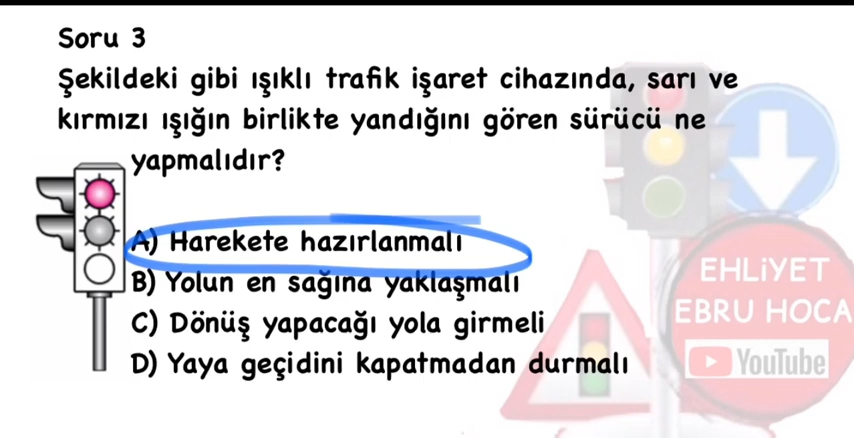 Soru 3
Şekildeki gibi ışıklı trafik işaret cihazında, sarı ve
kırmızı ışığın birlikte yandığını gören sürücü ne
yapmalıdır?
A) Harekete hazırlanmalı
B) Yolun en sağına yaklaşmalı
C) Dönüş yapacağı yola girmeli
D) Yaya geçidini kapatmadan durmalı
EHLİYET
EBRU HOCA
YouTube